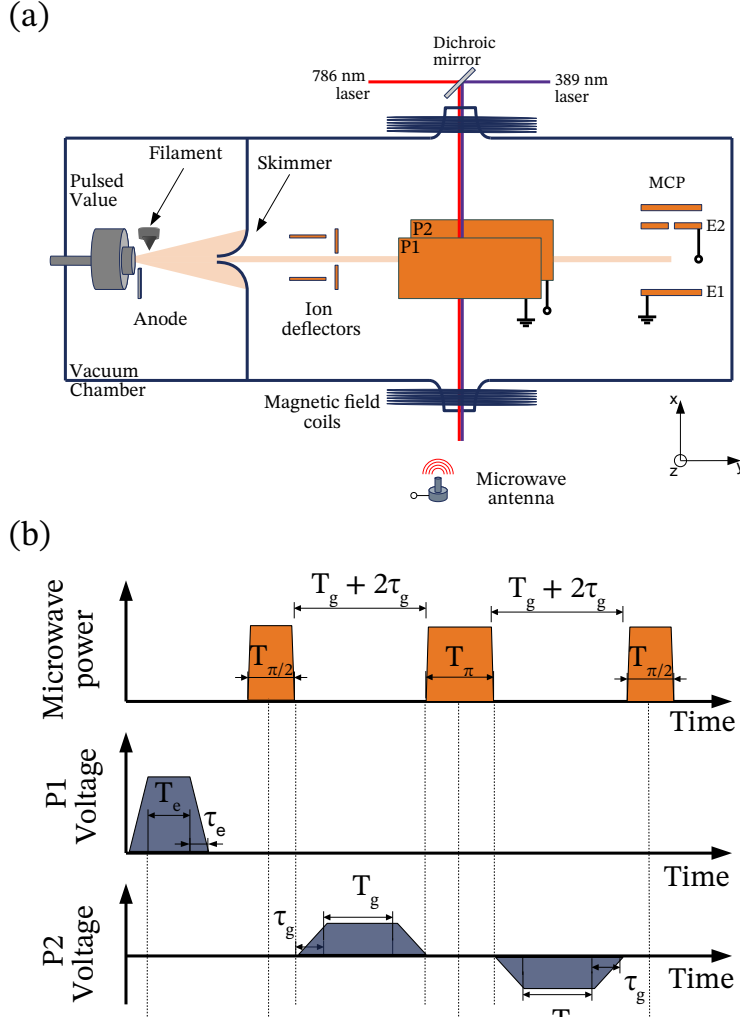 (a)
Dichroic
mirror
786 nm
laser
389 nm
laser
Filament
Skimmer
Pulsed
Value
MCP
P2
P1
E2
E1
Anode
Ion
deflectors
Vacuum
Chamber
Magnetic field
coils
Microwave
antenna
x
y
z
(b)
Microwave
power
T_g + 2τ_g
T_g + 2τ_g
T_π/2
T_π
T_π/2
Time
P1
Voltage
T_e
τ_e
Time
P2
Voltage
T_g
τ_g
Time
τ_g